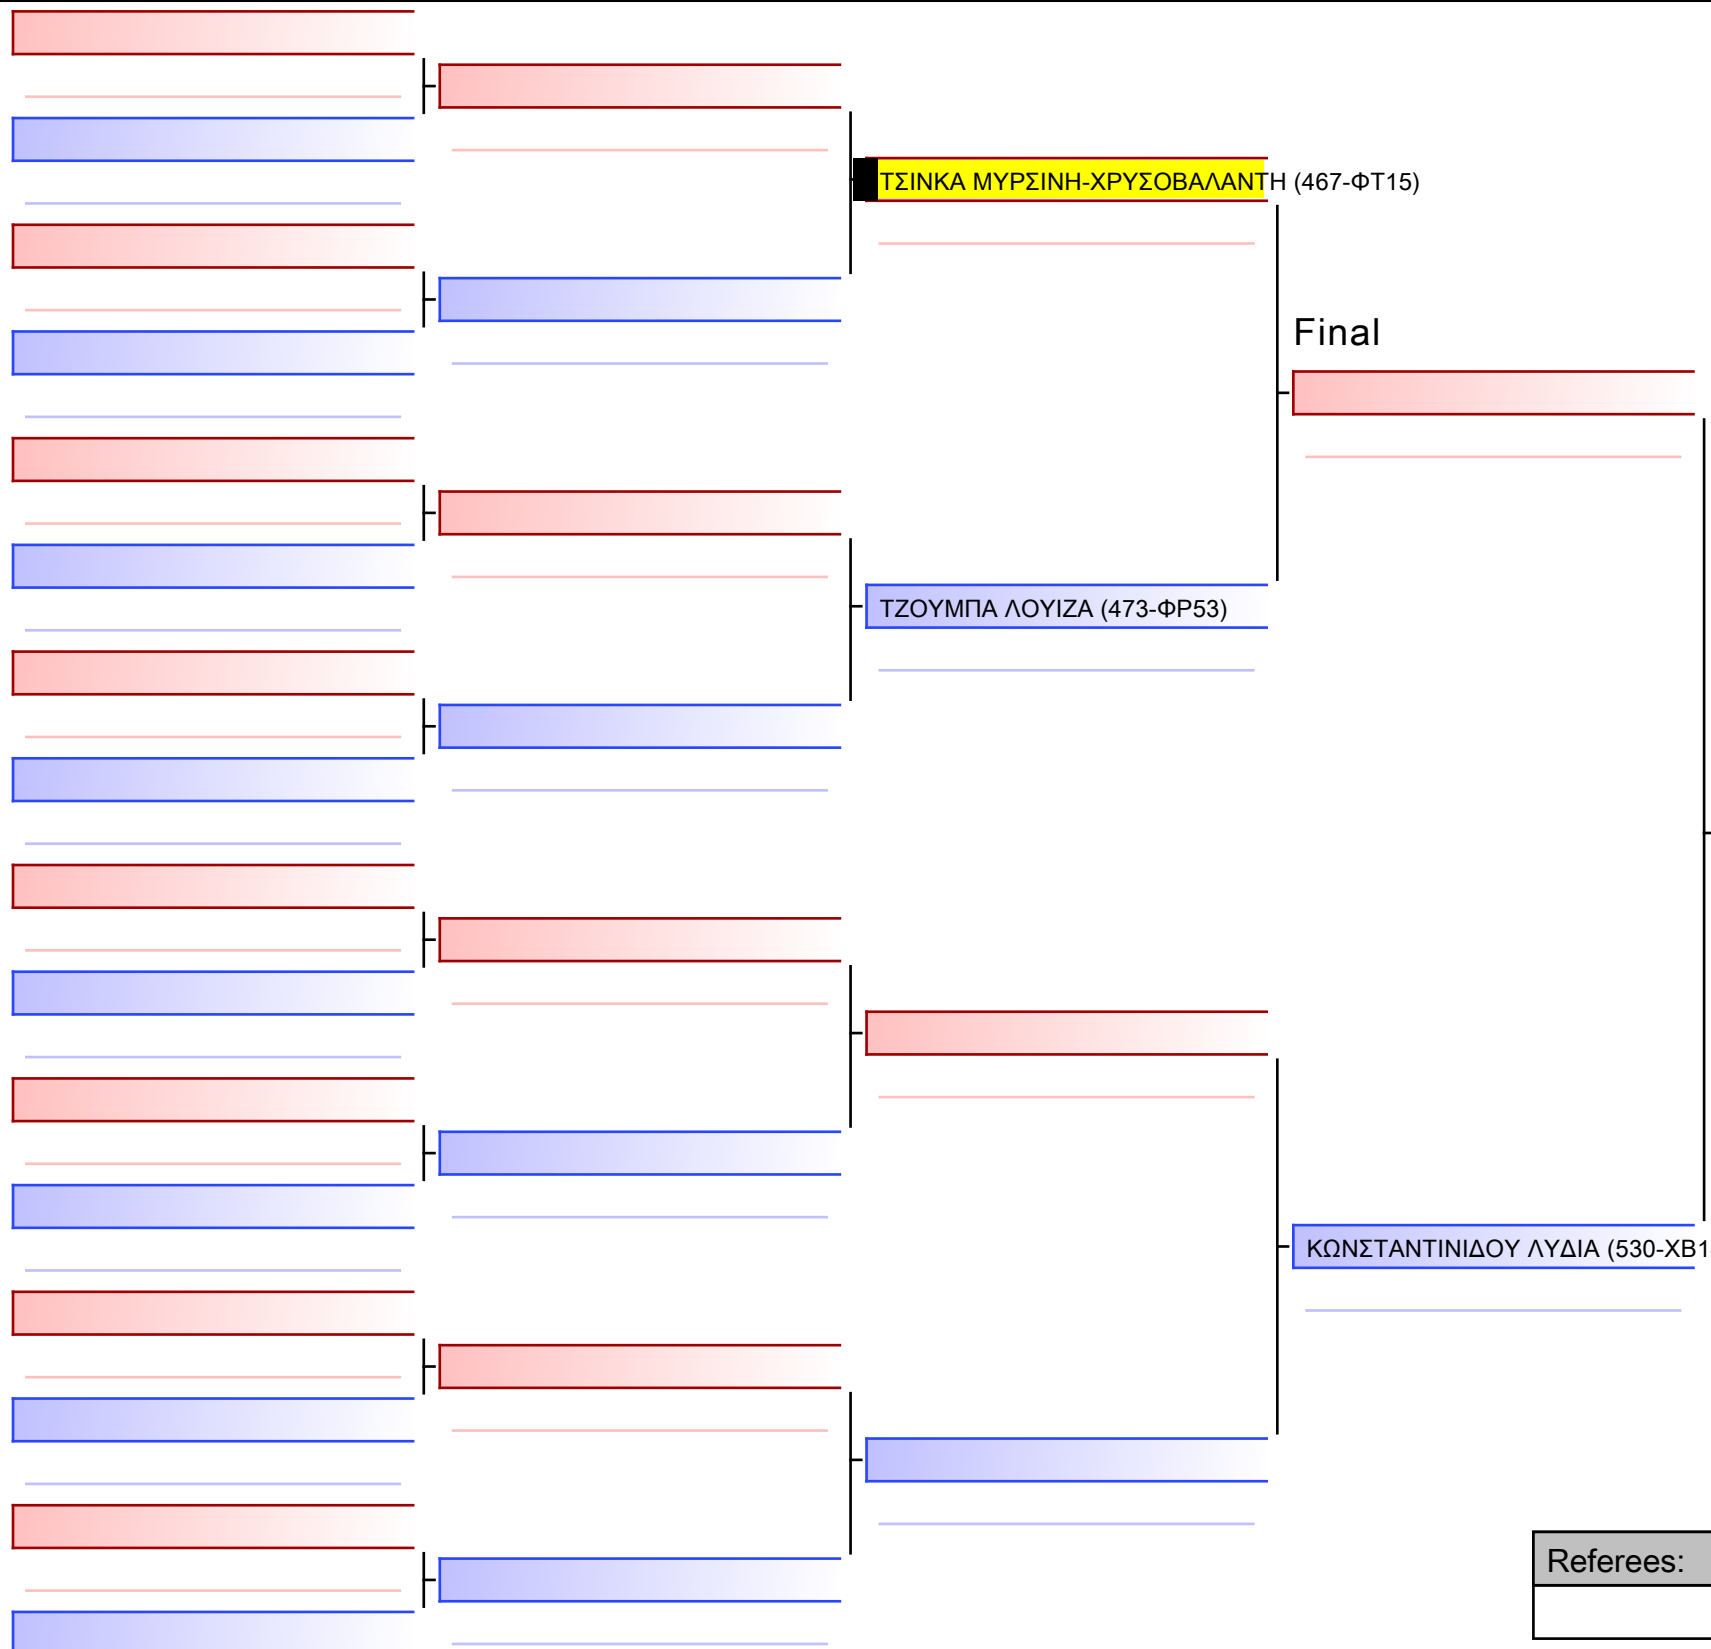 ΤΣΙΝΚΑ ΜΥΡΣΙΝΗ-ΧΡΥΣΟΒΑΛΑΝΤΗ (467-ΦΤ15)
Final
ΤΖΟΥΜΠΑ ΛΟΥΙΖΑ (473-ΦΡ53)
ΚΩΝΣΤΑΝΤΙΝΙΔΟΥ ΛΥΔΙΑ (530-ΧΒ1
Referees: